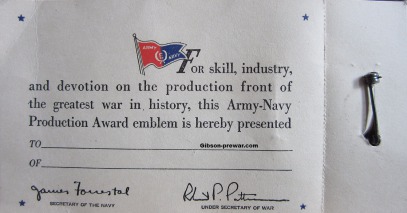 ARMY E NAVY
FOR skill, industry,
and devotion on the production front of
the greatest war in history, this Army-Navy
Production Award emblem is hereby presented
Gibson-prewar.com
TO
OF
James Forrestal
Robert P. Patterson
SECRETARY OF THE NAVY
UNDER SECRETARY OF WAR